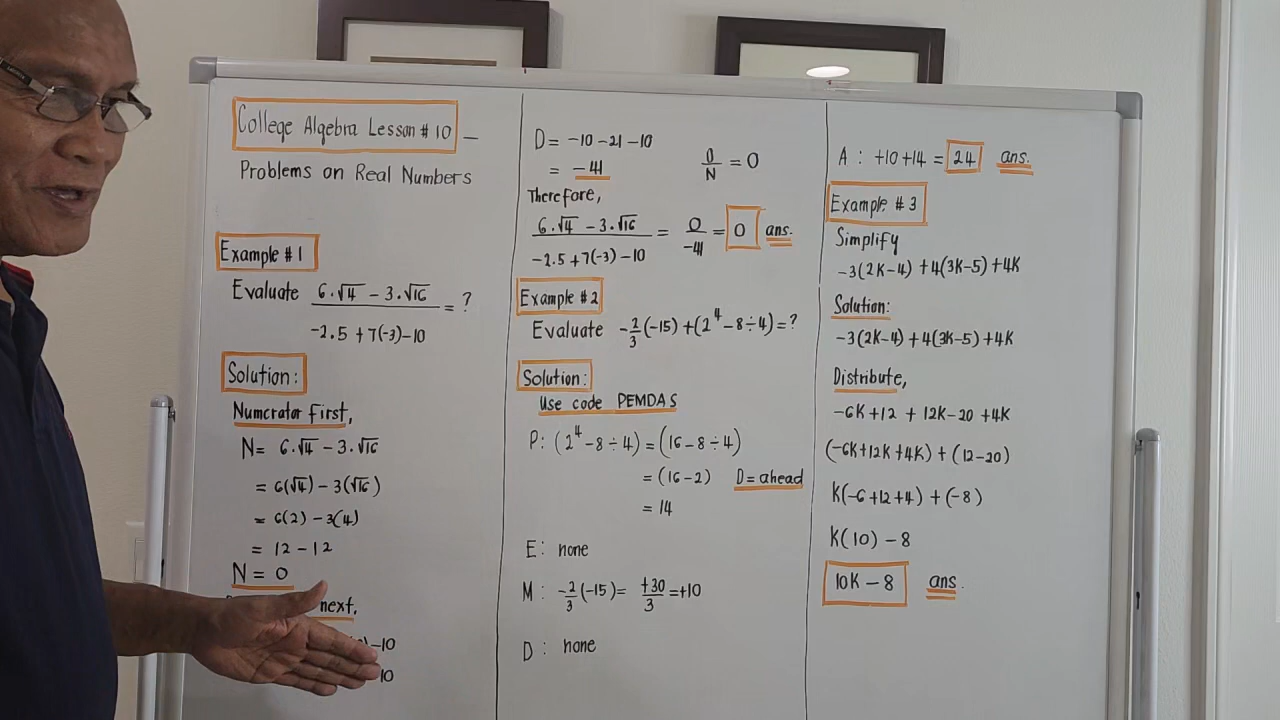 College Algebra Lesson # 10 —
Problems on Real Numbers
Example # 1
Evaluate (6·√4 − 3·√16)/(−2.5 + 7(−3)−10) = ?
Solution:
Numerator First,
N= 6·√4 − 3·√16
= 6(√4) − 3(√16)
= 6(2) − 3(4)
= 12 − 12
N = 0
next,
−10
10
D= −10 −21 −10
= −41
0/N = 0
Therefore,
(6·√4 − 3·√16)/(−2.5 + 7(−3) −10) = 0/−41 = 0 ans.
Example # 2
Evaluate −2/3(−15) + (2⁴ − 8 ÷ 4) = ?
Solution:
Use code PEMDAS
P: (2⁴ − 8 ÷ 4) = (16 − 8 ÷ 4)
= (16 − 2) D = ahead
= 14
E: none
M: −2/3(−15) = +30/3 = +10
D: none
A: +10 + 14 = 24 ans.
Example # 3
Simplify
−3(2K−4) + 4(3K−5) + 4K
Solution:
−3(2K−4) + 4(3K−5) + 4K
Distribute,
−6K + 12 + 12K − 20 + 4K
(−6K + 12K + 4K) + (12−20)
K(−6+12+4) + (−8)
K(10) − 8
10K − 8 ans.